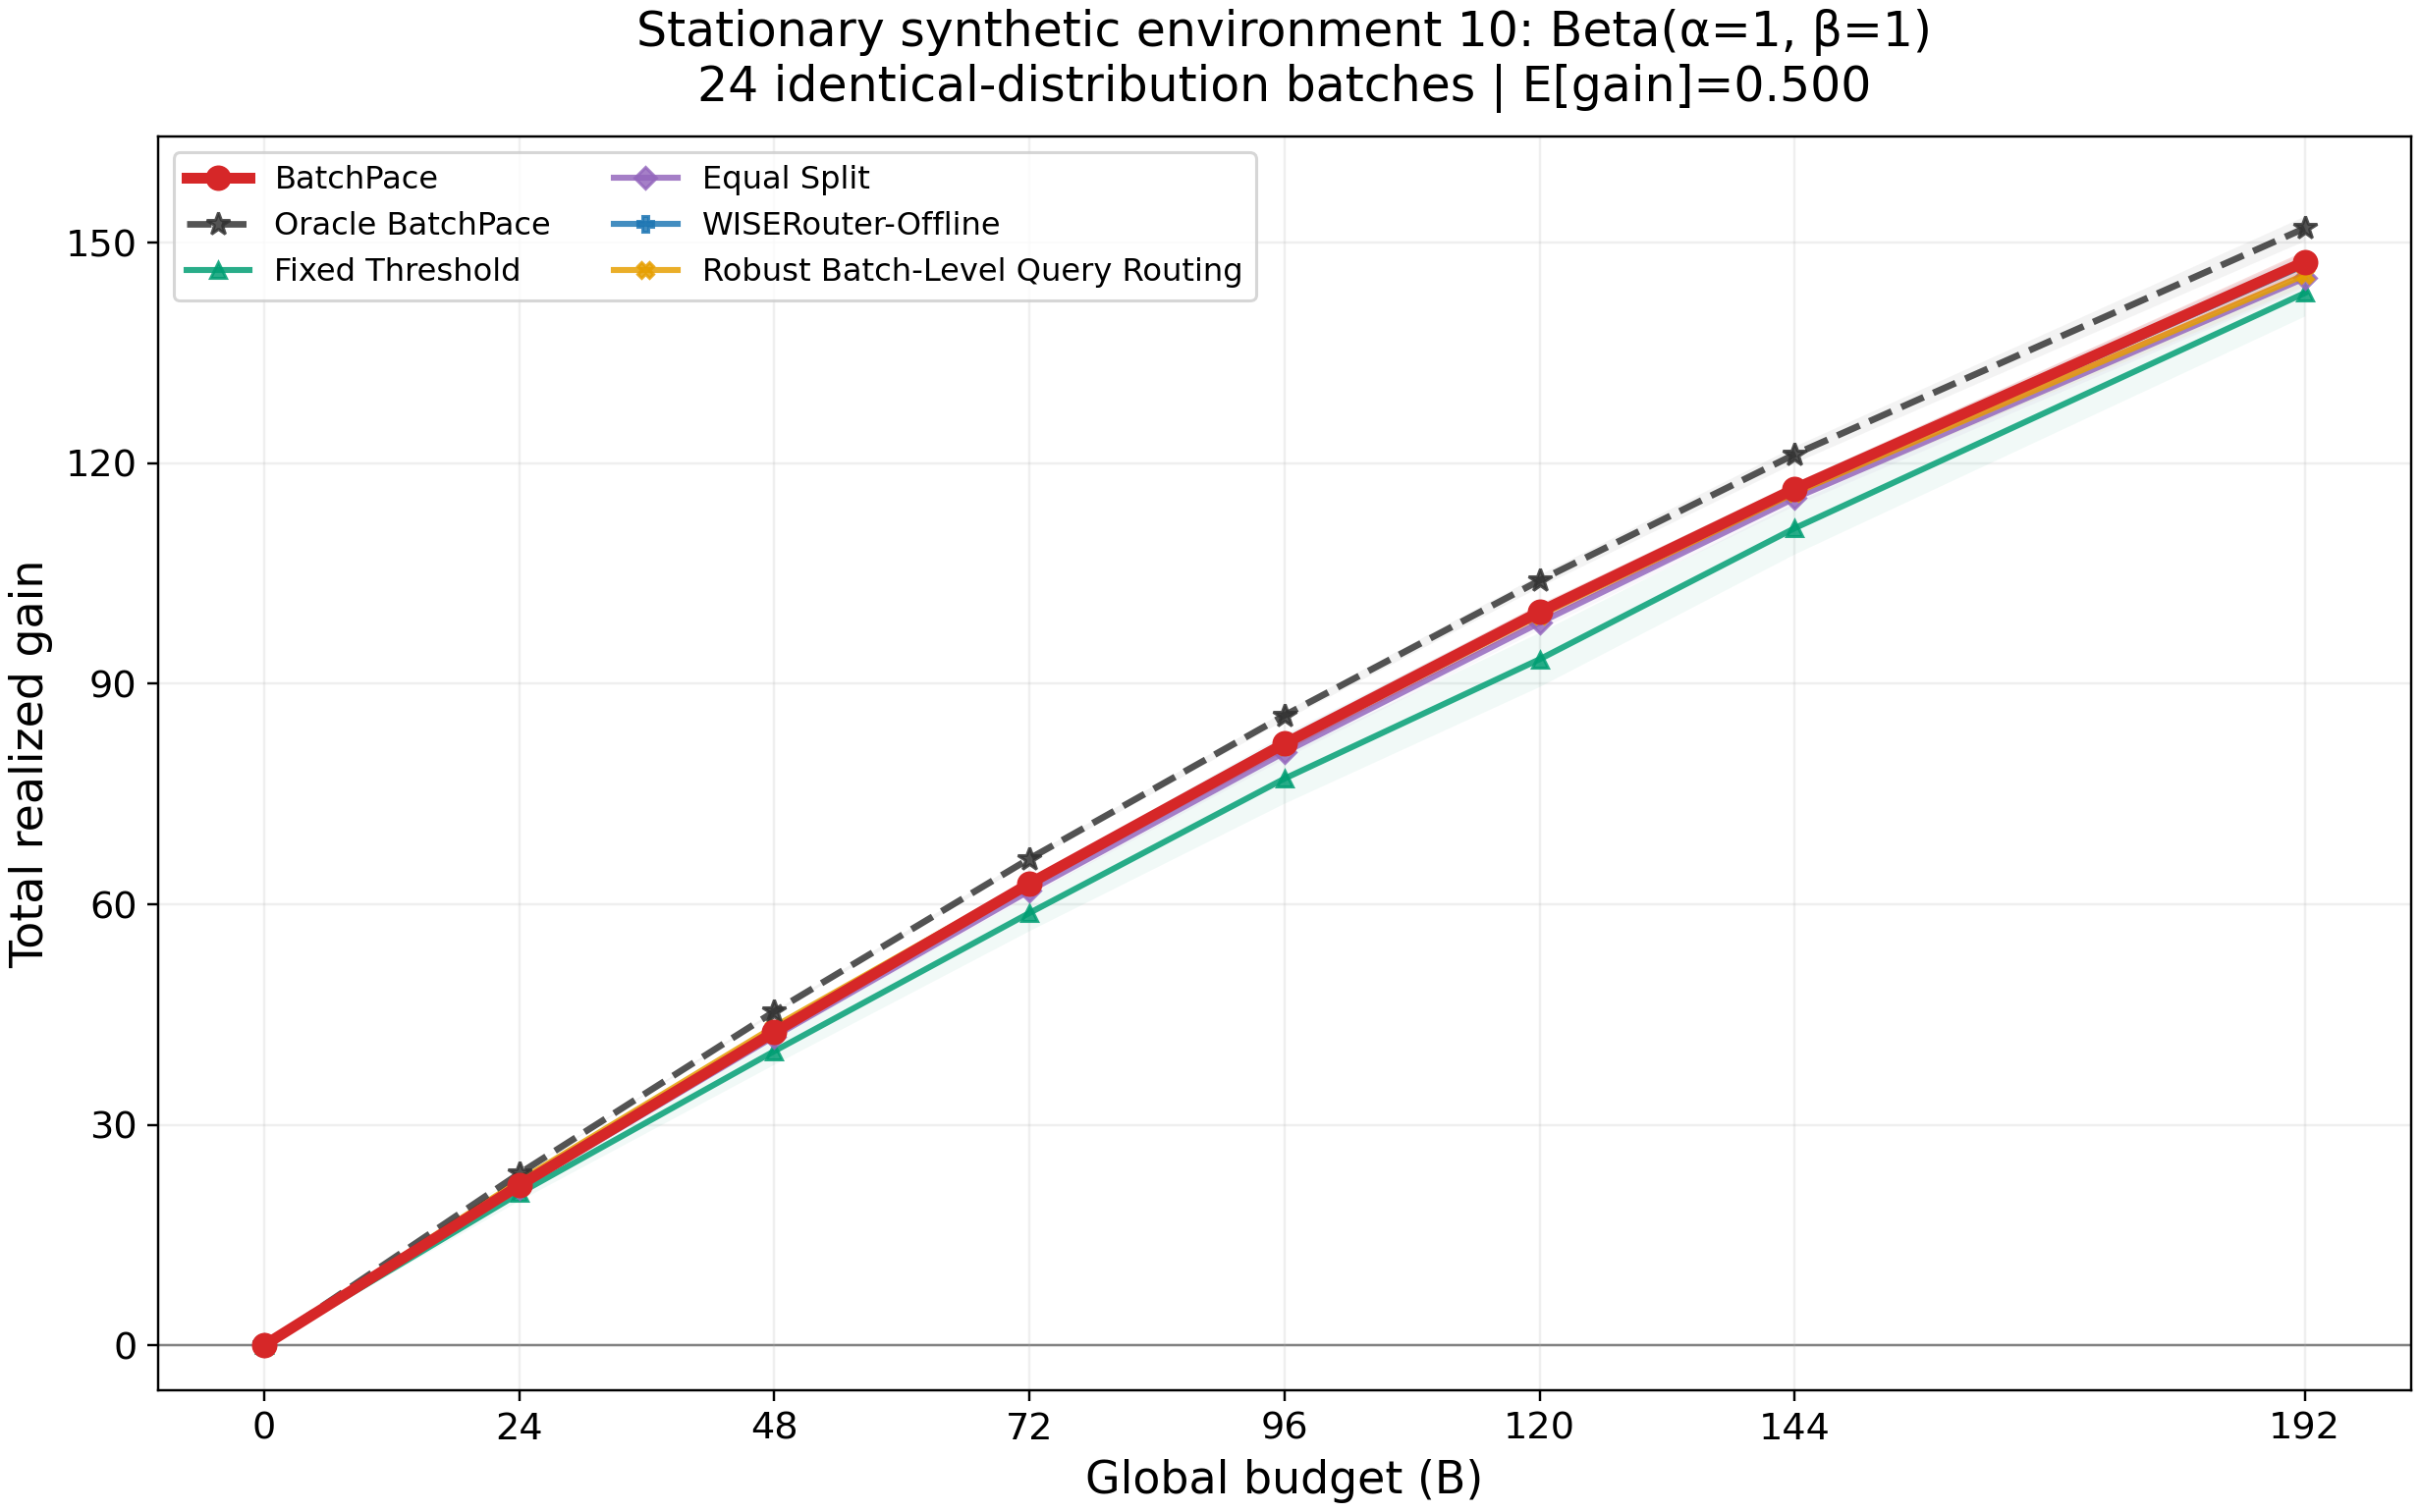 Stationary synthetic environment 10: Beta(α=1, β=1)
24 identical-distribution batches | E[gain]=0.500
BatchPace
Oracle BatchPace
Fixed Threshold
Equal Split
WISERouter-Offline
Robust Batch-Level Query Routing
Total realized gain
150
120
90
60
30
0
0 24 48 72 96 120 144 192
Global budget (B)